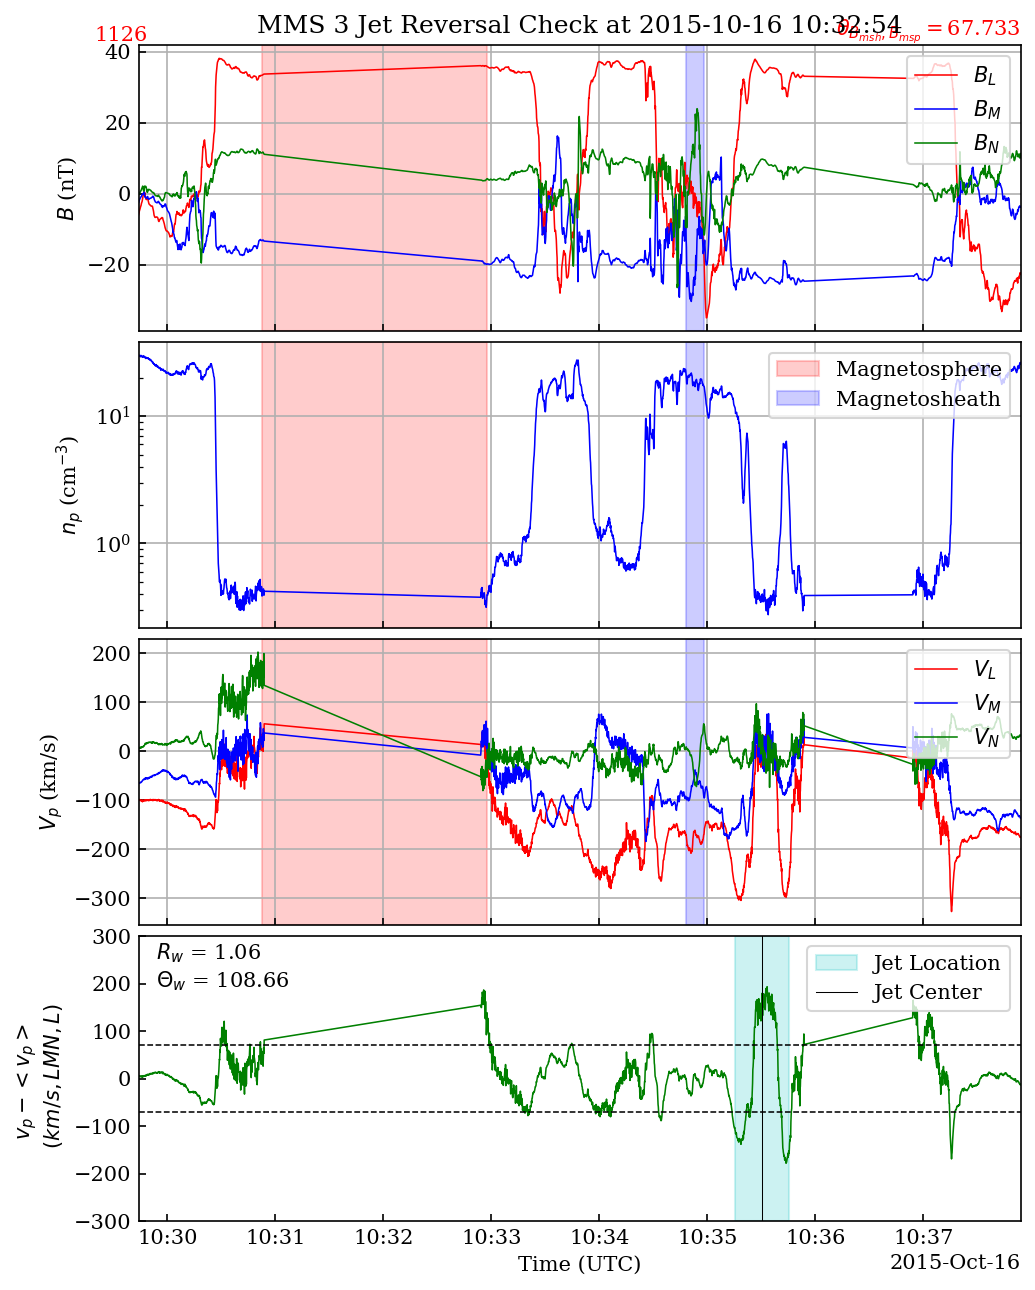 MMS 3 Jet Reversal Check at 2015-10-16 10:32:54
1126
θ_{B_{msh}, B_{msp}} = 67.733
40
20
0
−20
B (nT)
B_L
B_M
B_N
10^1
10^0
n_p (cm^{−3})
Magnetosphere
Magnetosheath
200
100
0
−100
−200
−300
V_p (km/s)
V_L
V_M
V_N
300
200
100
0
−100
−200
−300
v_p − < v_p >
(km/s, LMN, L)
R_w = 1.06
Θ_w = 108.66
Jet Location
Jet Center
10:30 10:31 10:32 10:33 10:34 10:35 10:36 10:37
Time (UTC)
2015-Oct-16